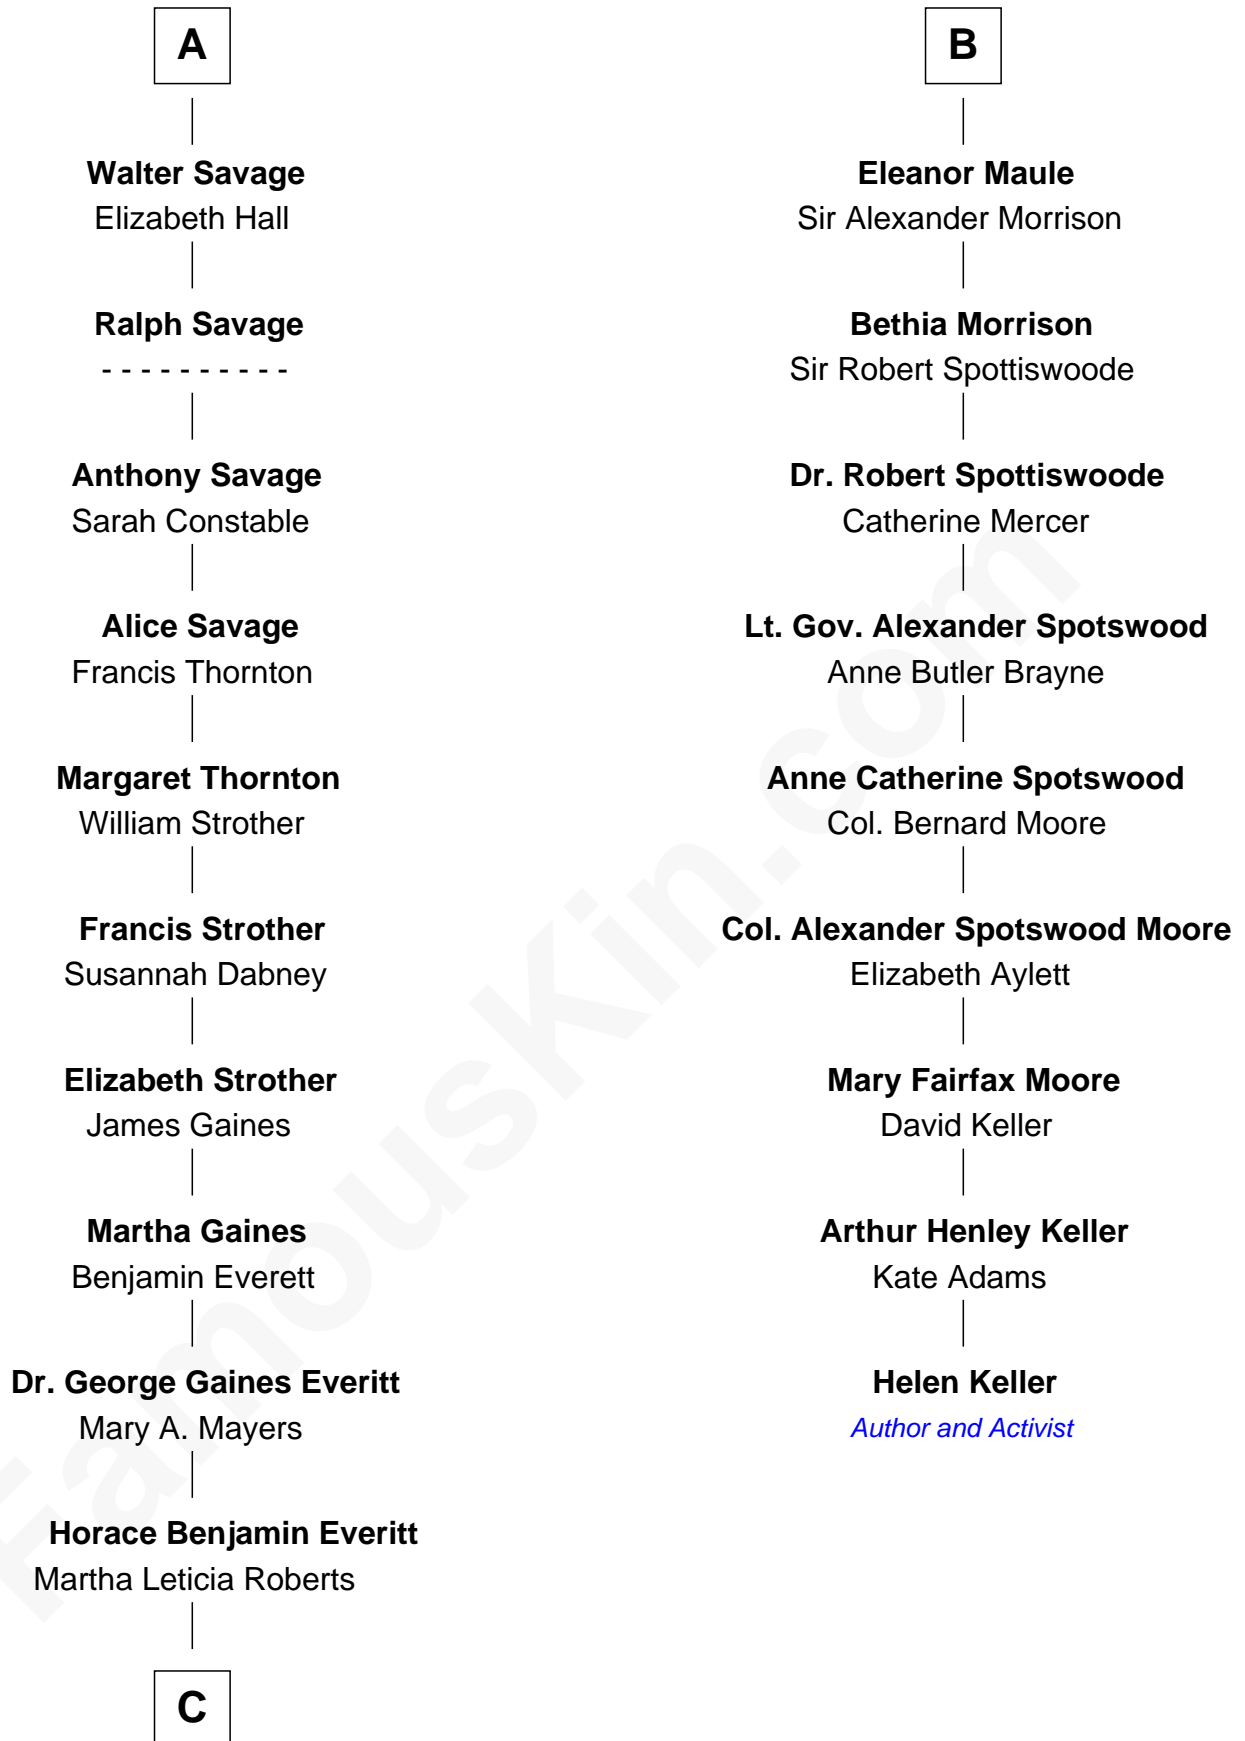 A
Walter Savage
Elizabeth Hall
Ralph Savage
- - - - - - - - - -
Anthony Savage
Sarah Constable
Alice Savage
Francis Thornton
Margaret Thornton
William Strother
Francis Strother
Susannah Dabney
Elizabeth Strother
James Gaines
Martha Gaines
Benjamin Everett
Dr. George Gaines Everitt
Mary A. Mayers
Horace Benjamin Everitt
Martha Leticia Roberts
C
B
Eleanor Maule
Sir Alexander Morrison
Bethia Morrison
Sir Robert Spottiswoode
Dr. Robert Spottiswoode
Catherine Mercer
Lt. Gov. Alexander Spotswood
Anne Butler Brayne
Anne Catherine Spotswood
Col. Bernard Moore
Col. Alexander Spotswood Moore
Elizabeth Aylett
Mary Fairfax Moore
David Keller
Arthur Henley Keller
Kate Adams
Helen Keller
Author and Activist
FamousKin.com